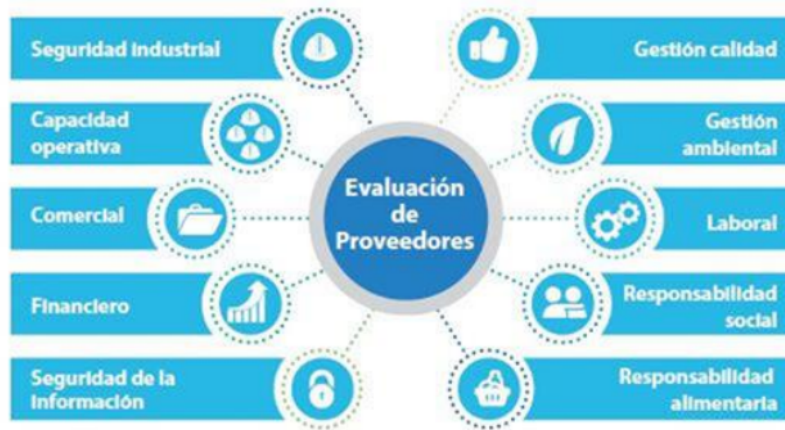 Seguridad industrial
Capacidad
operativa
Comercial
Financiero
Seguridad de la
información
Evaluación
de
Proveedores
Gestión calidad
Gestión
ambiental
Laboral
Responsabilidad
social
Responsabilidad
alimentaria